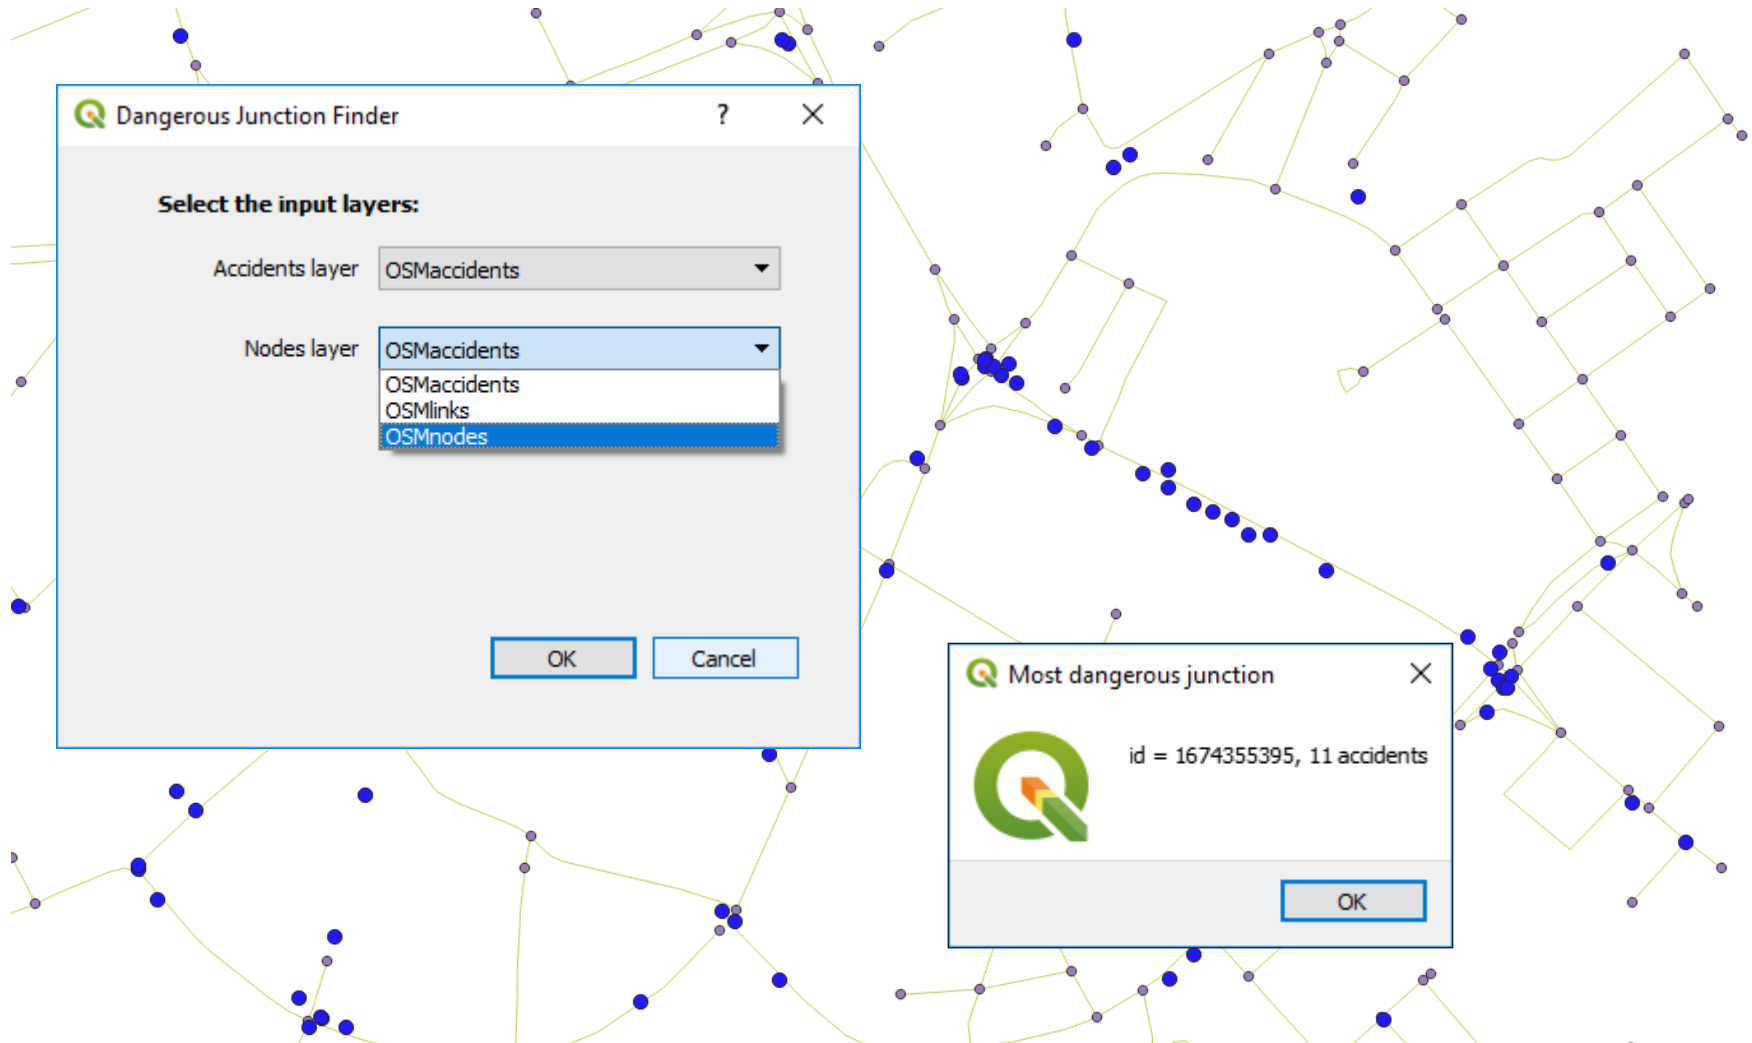 Dangerous Junction Finder
?
Select the input layers:
Accidents layer OSMaccidents
Nodes layer OSMaccidents
OSMaccidents
OSMlinks
OSMnodes
OK Cancel
Most dangerous junction
id = 1674355395, 11 accidents
OK